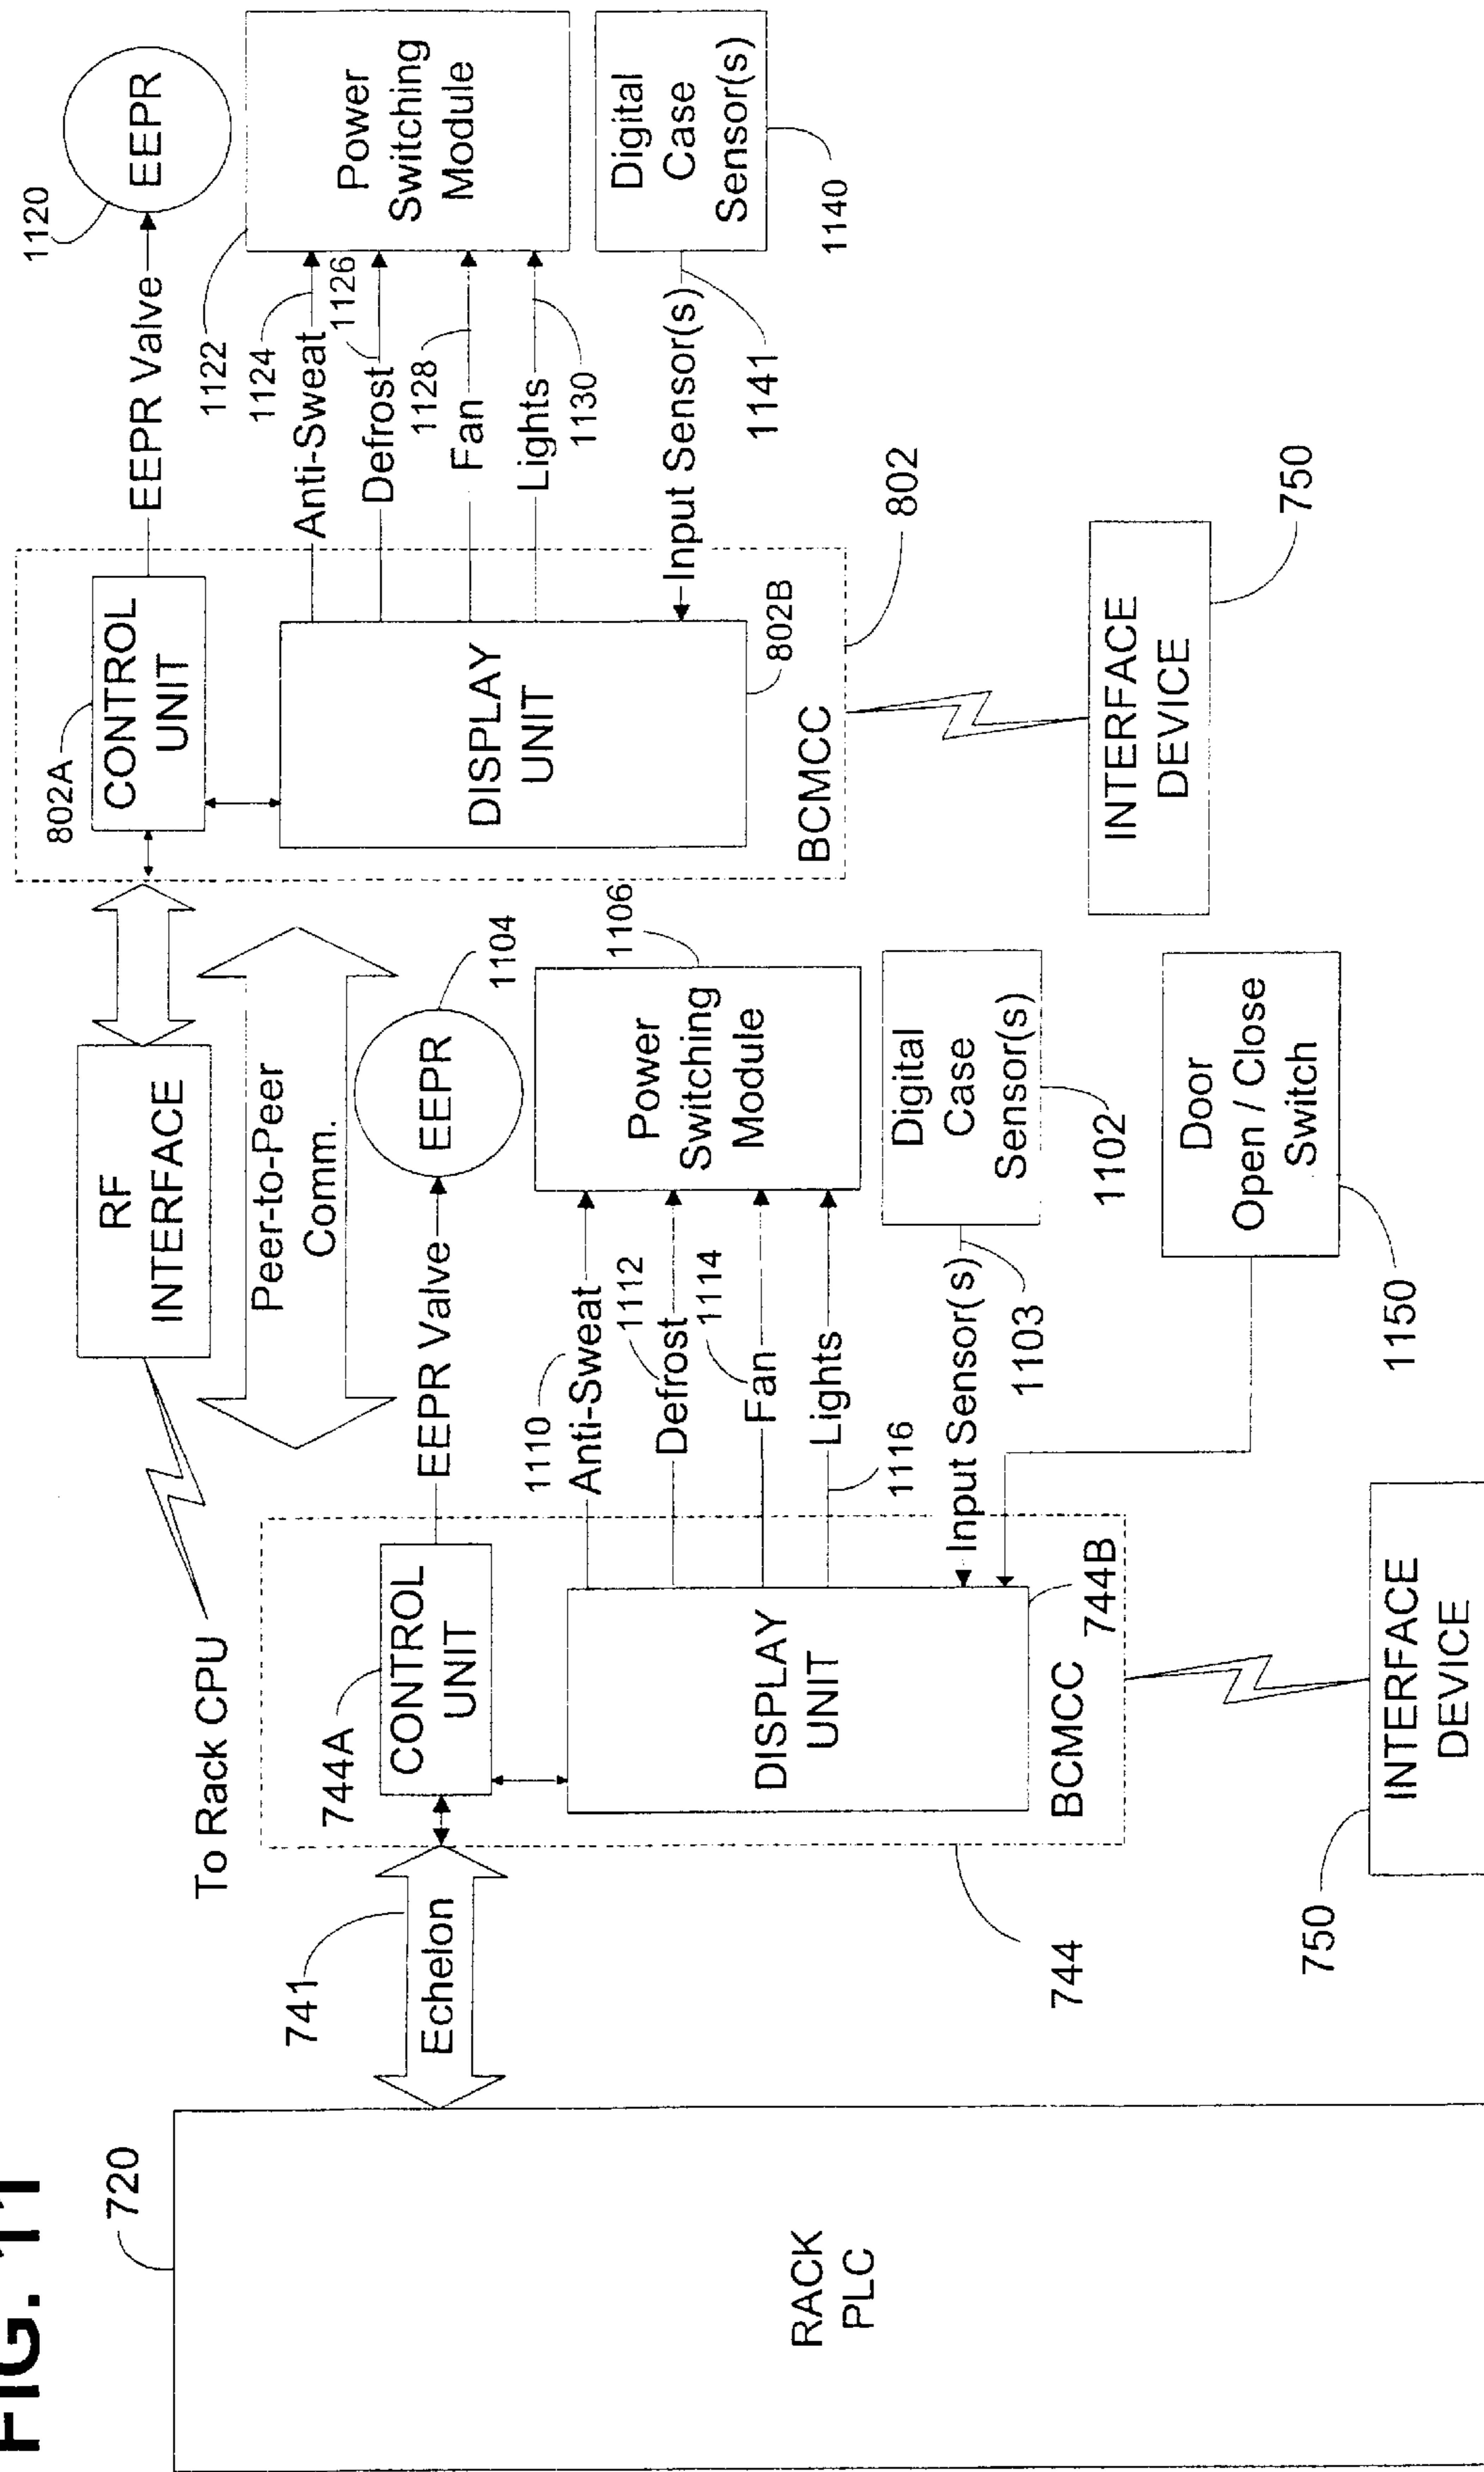 FIG. 11
720
RACK
PLC
741
Echelon
To Rack CPU
744A
CONTROL
UNIT
DISPLAY
UNIT
744B
BCMCC
744
750
INTERFACE
DEVICE
RF
INTERFACE
Peer-to-Peer
Comm.
EEPR Valve
EEPR
1104
1110
Anti-Sweat
1112
Defrost
1114
Fan
Lights
1116
Power
Switching
Module
1106
Input Sensor(s)
1103
Digital
Case
Sensor(s)
1102
Door
Open / Close
Switch
1150
802A
CONTROL
UNIT
DISPLAY
UNIT
802B
BCMCC
802
INTERFACE
DEVICE
750
EEPR Valve
EEPR
1120
1122
1124
Anti-Sweat
1126
Defrost
1128
Fan
Lights
1130
Power
Switching
Module
Input Sensor(s)
1141
Digital
Case
Sensor(s)
1140